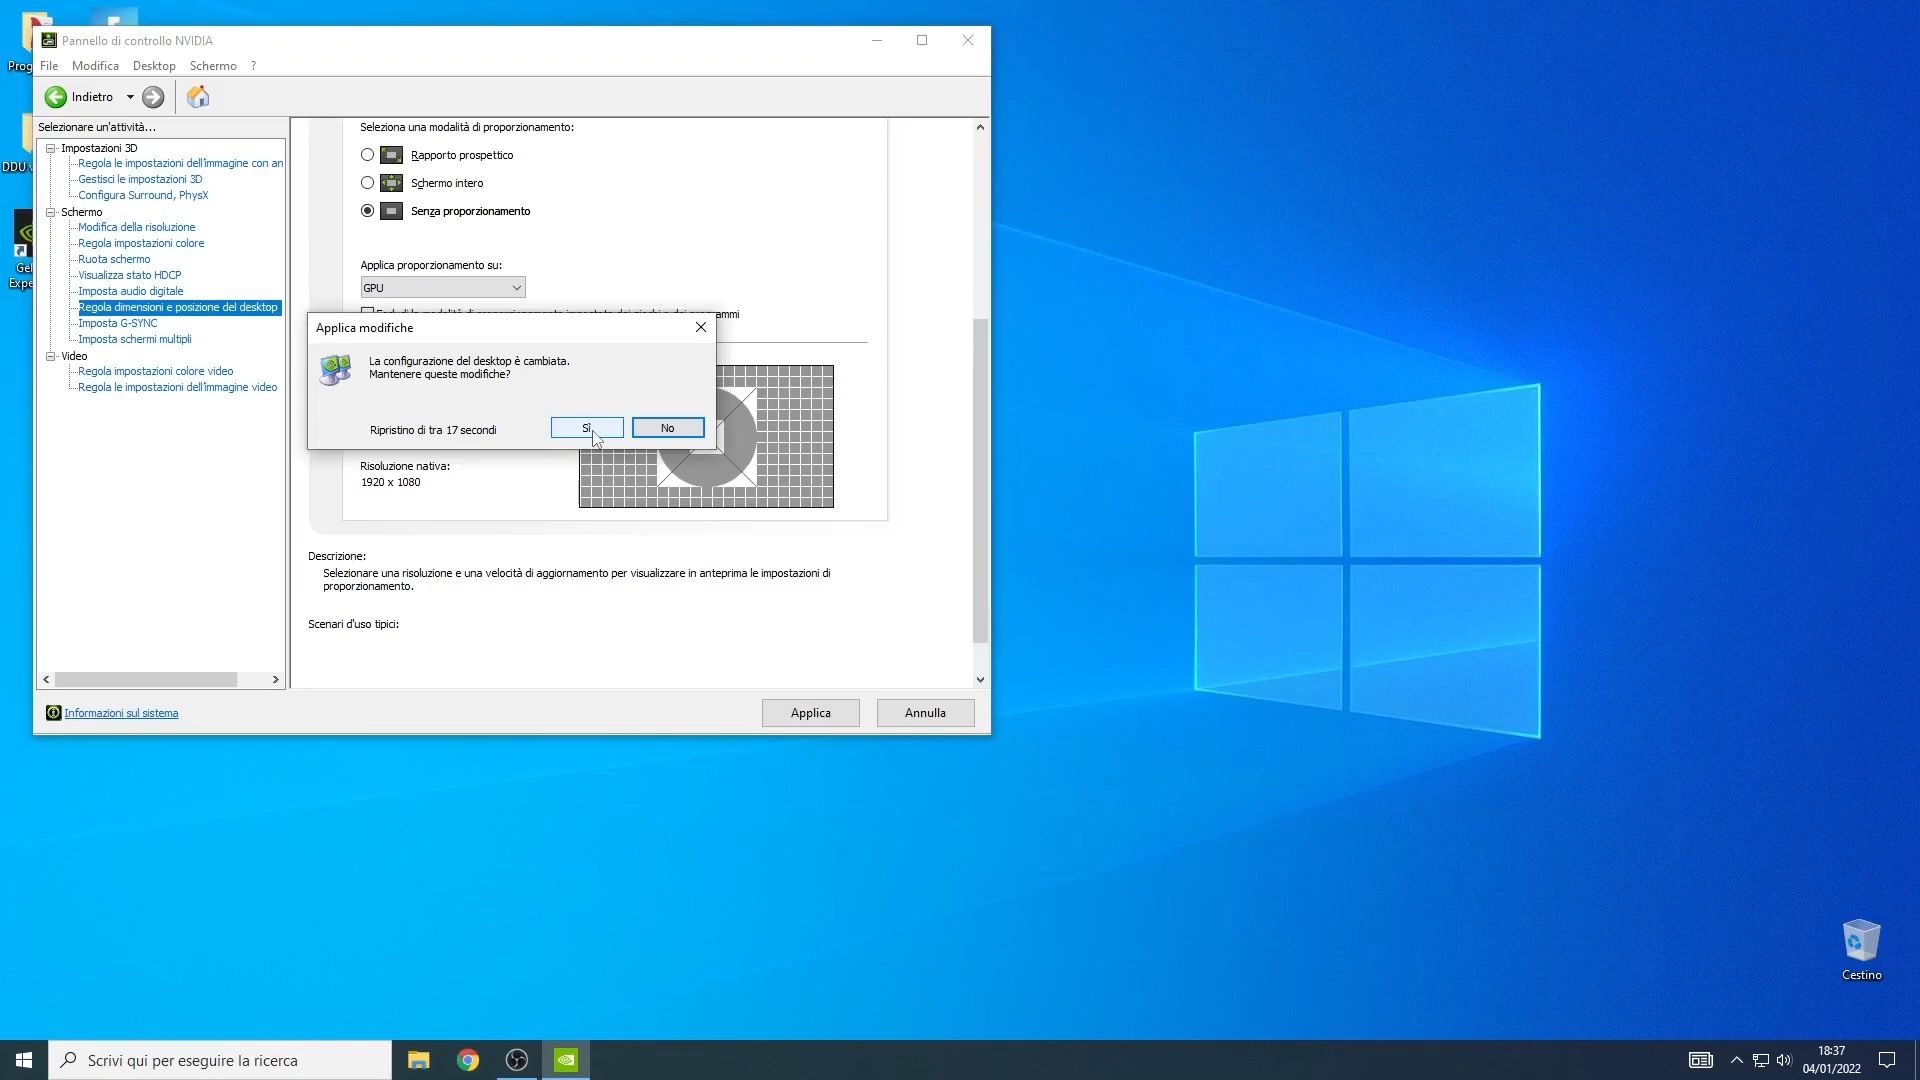 Pannello di controllo NVIDIA
File Modifica Desktop Schermo ?
Indietro
Selezionare un'attività...
Impostazioni 3D
Regola le impostazioni dell'immagine con an
Gestisci le impostazioni 3D
Configura Surround, PhysX
Schermo
Modifica della risoluzione
Regola impostazioni colore
Ruota schermo
Visualizza stato HDCP
Imposta audio digitale
Regola dimensioni e posizione del desktop
Imposta G-SYNC
Imposta schermi multipli
Video
Regola impostazioni colore video
Regola le impostazioni dell'immagine video
Informazioni sul sistema
Seleziona una modalità di proporzionamento:
Rapporto prospettico
Schermo intero
Senza proporzionamento
Applica proporzionamento su:
GPU
Applica modifiche
La configurazione del desktop è cambiata.
Mantenere queste modifiche?
Ripristino di tra 17 secondi
Sì
No
Risoluzione nativa:
1920 x 1080
Descrizione:
Selezionare una risoluzione e una velocità di aggiornamento per visualizzare in anteprima le impostazioni di
proporzionamento.
Scenari d'uso tipici:
Applica
Annulla
Prog
DDU v
GeF
Expe
Cestino
Scrivi qui per eseguire la ricerca
18:37
04/01/2022